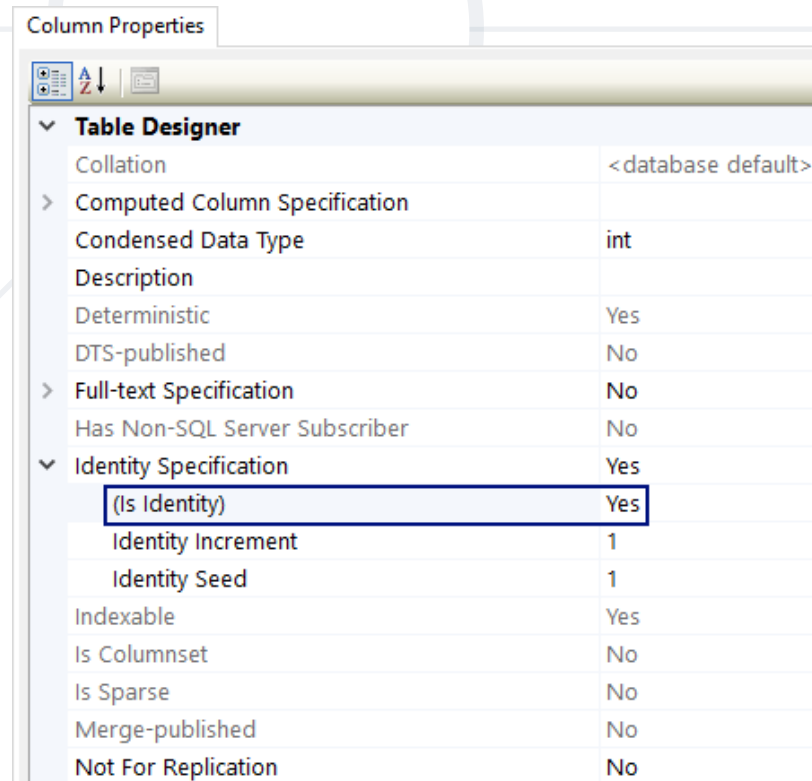 Column Properties
Table Designer
Collation <database default>
Computed Column Specification
Condensed Data Type int
Description
Deterministic Yes
DTS-published No
Full-text Specification No
Has Non-SQL Server Subscriber No
Identity Specification Yes
(Is Identity) Yes
Identity Increment 1
Identity Seed 1
Indexable Yes
Is Columnset No
Is Sparse No
Merge-published No
Not For Replication No